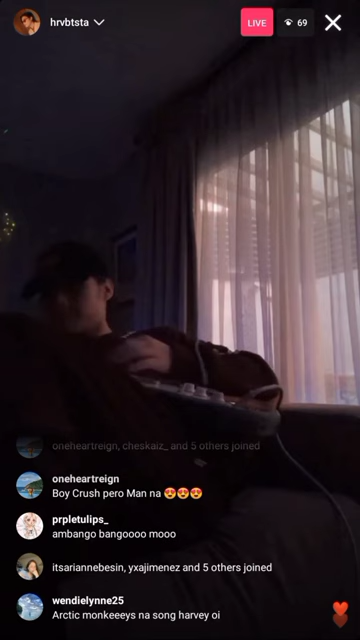 hrvbtsta
LIVE
69
oneheartreign, cheskaiz_ and 5 others joined
oneheartreign
Boy Crush pero Man na 😍😍😍
prpletulips_
ambango bangoooo mooo
itsariannebesin, yxajimenez and 5 others joined
wendielynne25
Arctic monkeeeys na song harvey oi